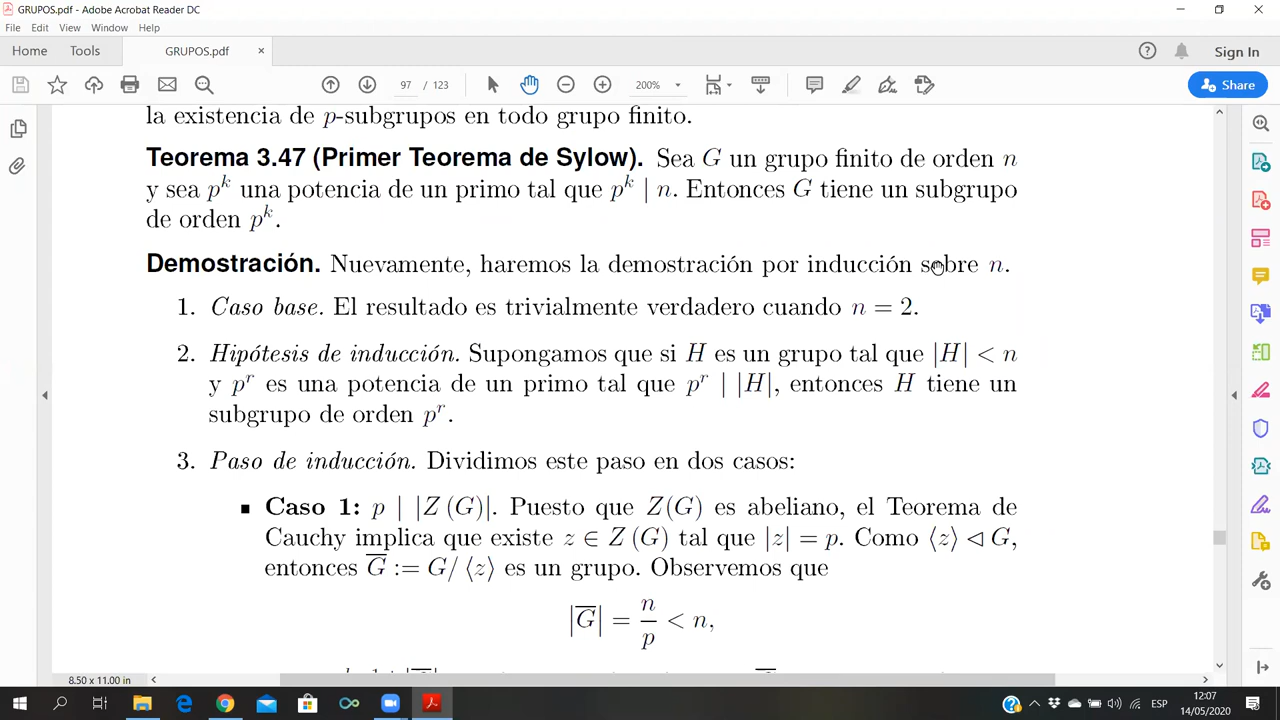 GRUPOS.pdf - Adobe Acrobat Reader DC
File Edit View Window Help
Home Tools GRUPOS.pdf × Sign In
97 / 123 200% Share
la existencia de p-subgrupos en todo grupo finito.
Teorema 3.47 (Primer Teorema de Sylow). Sea G un grupo finito de orden n
y sea p^k una potencia de un primo tal que p^k | n. Entonces G tiene un subgrupo
de orden p^k.
Demostración. Nuevamente, haremos la demostración por inducción sobre n.
1. Caso base. El resultado es trivialmente verdadero cuando n = 2.
2. Hipótesis de inducción. Supongamos que si H es un grupo tal que |H| < n
y p^r es una potencia de un primo tal que p^r | |H|, entonces H tiene un
subgrupo de orden p^r.
3. Paso de inducción. Dividimos este paso en dos casos:
▪ Caso 1: p | |Z (G)|. Puesto que Z(G) es abeliano, el Teorema de
Cauchy implica que existe z ∈ Z (G) tal que |z| = p. Como ⟨z⟩ ◁ G,
entonces G̅ := G/ ⟨z⟩ es un grupo. Observemos que
|G̅| = n/p < n,
8.50 x 11.00 in
ESP 12:07
14/05/2020